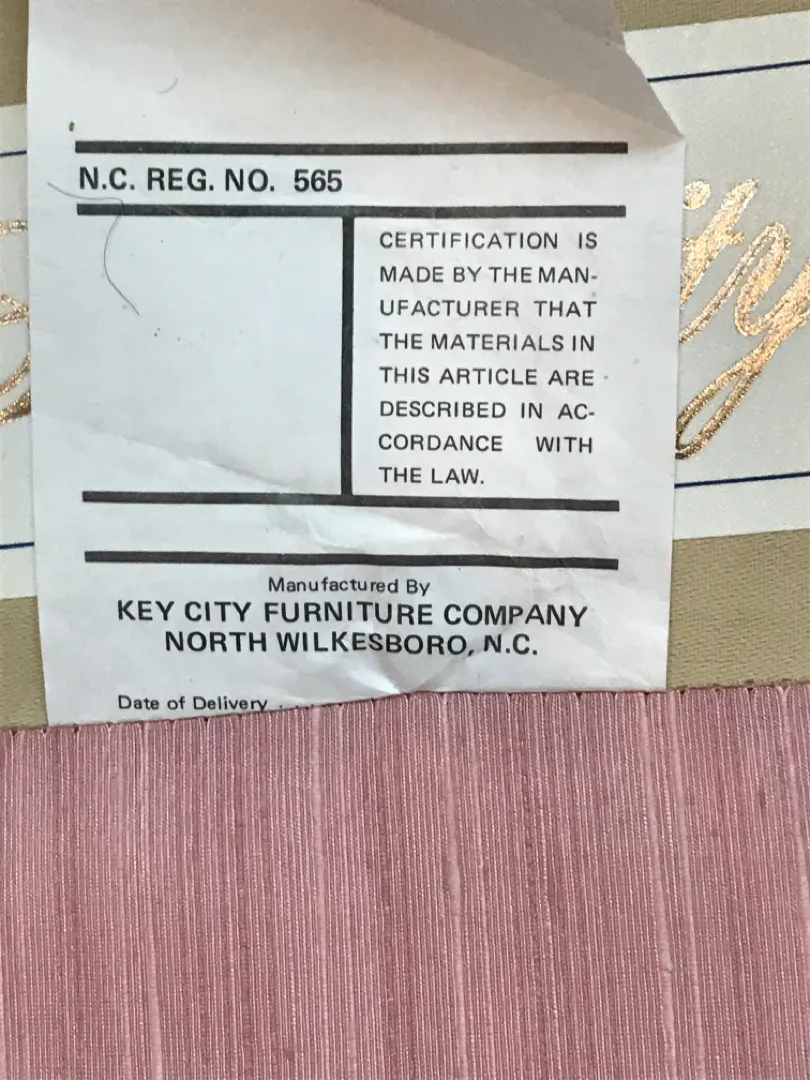 N.C. REG. NO. 565
CERTIFICATION IS
MADE BY THE MAN-
UFACTURER THAT
THE MATERIALS IN
THIS ARTICLE ARE
DESCRIBED IN AC-
CORDANCE WITH
THE LAW.
Manufactured By
KEY CITY FURNITURE COMPANY
NORTH WILKESBORO, N.C.
Date of Delivery
ity